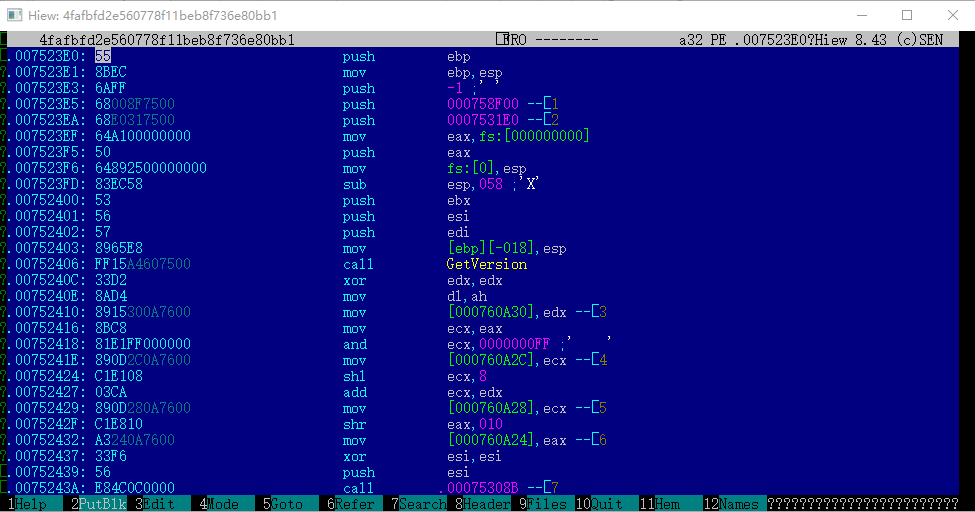 Hiew: 4fafbfd2e560778f11beb8f736e80bb1
4fafbfd2e560778f11beb8f736e80bb1 FRO -------- a32 PE .007523E0?Hiew 8.43 (c)SEN
.007523E0: 55 push ebp
?.007523E1: 8BEC mov ebp,esp
?.007523E3: 6AFF push -1 ;' '
?.007523E5: 68008F7500 push 000758F00 --[1
?.007523EA: 68E0317500 push 0007531E0 --[2
?.007523EF: 64A100000000 mov eax,fs:[000000000]
?.007523F5: 50 push eax
?.007523F6: 64892500000000 mov fs:[0],esp
?.007523FD: 83EC58 sub esp,058 ;'X'
?.00752400: 53 push ebx
?.00752401: 56 push esi
?.00752402: 57 push edi
?.00752403: 8965E8 mov [ebp][-018],esp
?.00752406: FF15A4607500 call GetVersion
?.0075240C: 33D2 xor edx,edx
?.0075240E: 8AD4 mov dl,ah
?.00752410: 8915300A7600 mov [000760A30],edx --[3
?.00752416: 8BC8 mov ecx,eax
?.00752418: 81E1FF000000 and ecx,0000000FF ;' '
?.0075241E: 890D2C0A7600 mov [000760A2C],ecx --[4
?.00752424: C1E108 shl ecx,8
?.00752427: 03CA add ecx,edx
?.00752429: 890D280A7600 mov [000760A28],ecx --[5
?.0075242F: C1E810 shr eax,010
?.00752432: A3240A7600 mov [000760A24],eax --[6
?.00752437: 33F6 xor esi,esi
.00752439: 56 push esi
.0075243A: E84C0C0000 call .00075308B --[7
1Help 2PutBlk 3Edit 4Mode 5Goto 6Refer 7Search 8Header 9Files 10Quit 11Hem 12Names ????????????????????????